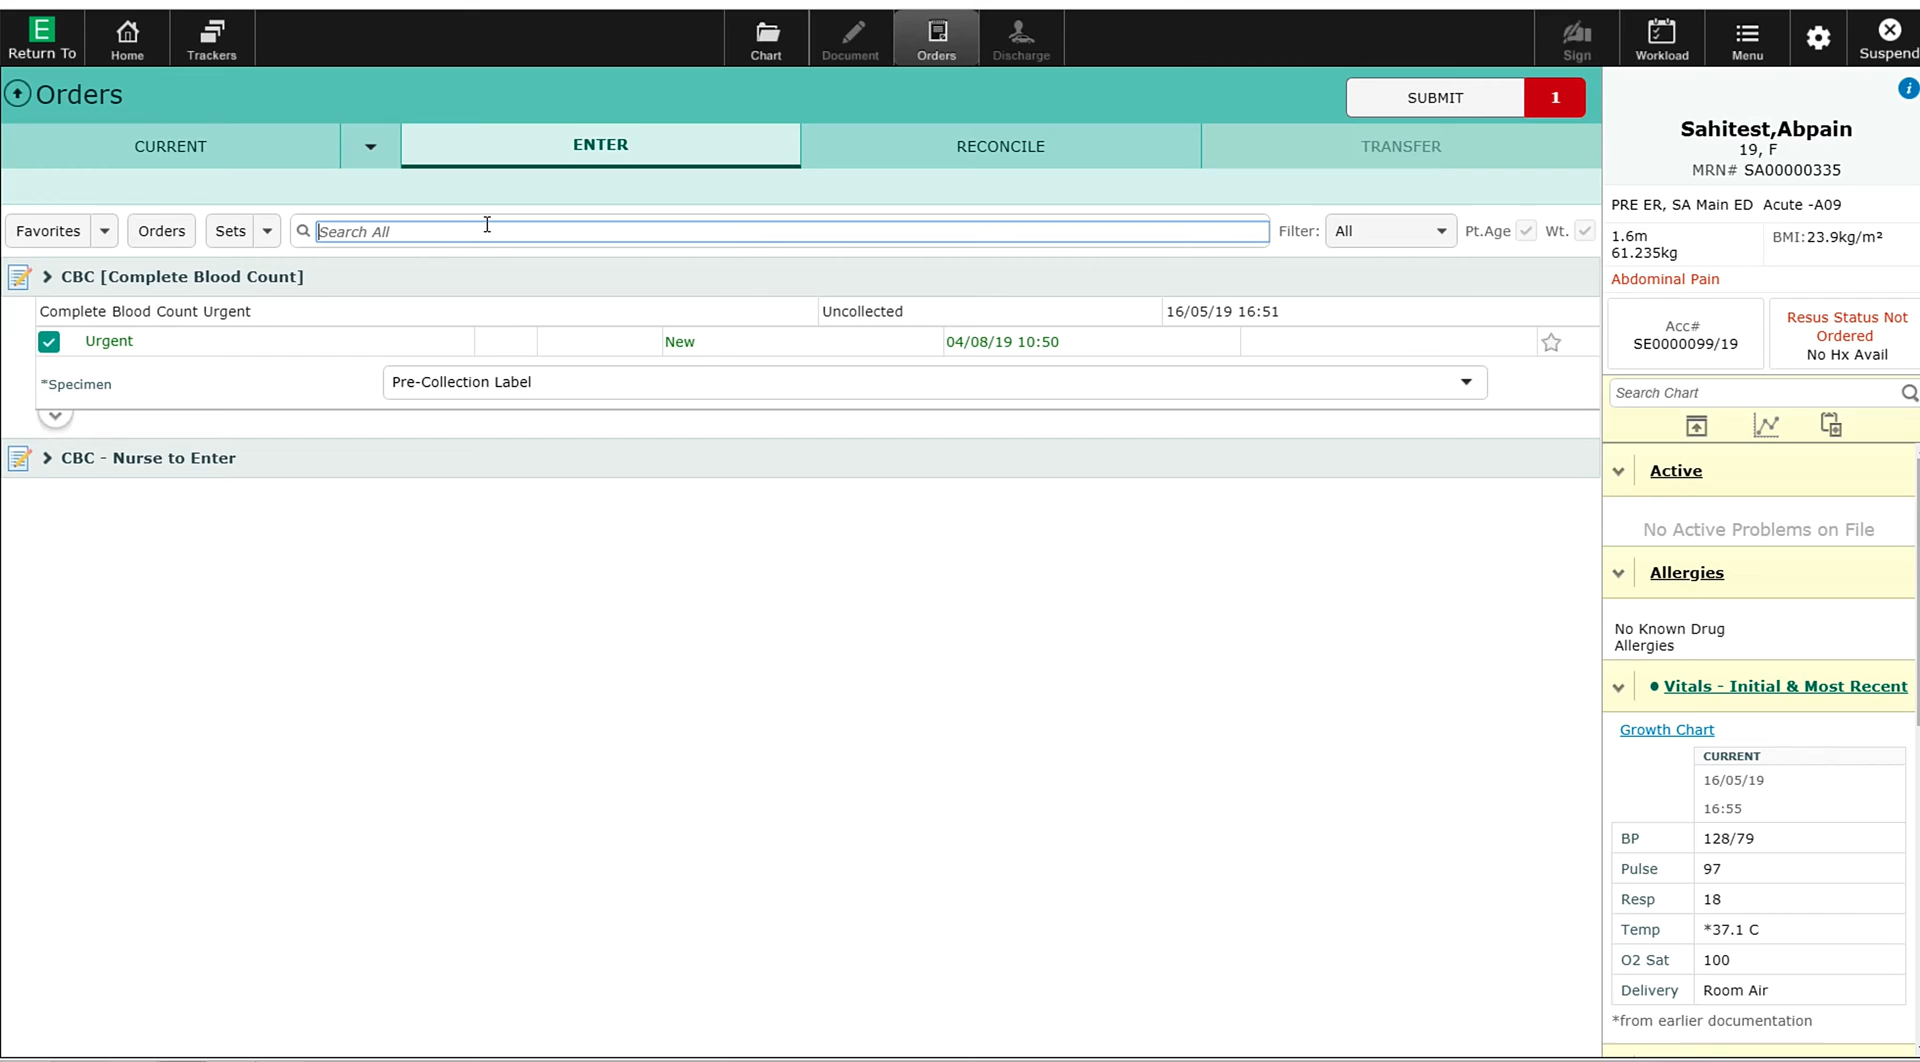 E
Return To
Home
Trackers
Chart
Document
Orders
Discharge
Sign
Workload
Menu
Suspend
Orders
SUBMIT
1
CURRENT
ENTER
RECONCILE
TRANSFER
Favorites
Orders
Sets
Search All
Filter:
All
Pt.Age
Wt.
CBC [Complete Blood Count]
Complete Blood Count Urgent
Uncollected
16/05/19 16:51
Urgent
New
04/08/19 10:50
*Specimen
Pre-Collection Label
CBC - Nurse to Enter
i
Sahitest,Abpain
19, F
MRN# SA00000335
PRE ER, SA Main ED Acute -A09
1.6m
61.235kg
BMI:23.9kg/m²
Abdominal Pain
Acc#
SE0000099/19
Resus Status Not
Ordered
No Hx Avail
Search Chart
Active
No Active Problems on File
Allergies
No Known Drug
Allergies
Vitals - Initial & Most Recent
Growth Chart
CURRENT
16/05/19
16:55
BP 128/79
Pulse 97
Resp 18
Temp *37.1 C
O2 Sat 100
Delivery Room Air
*from earlier documentation